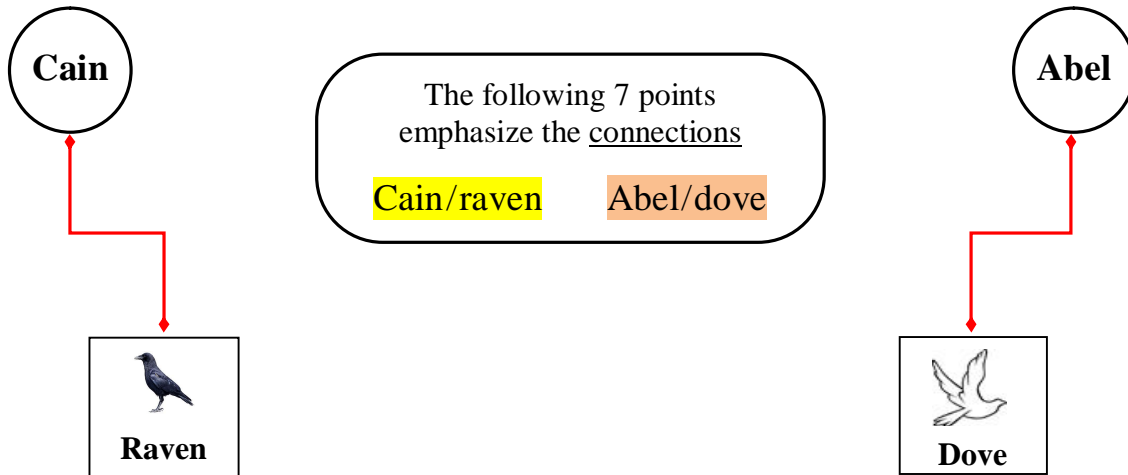 Cain
The following 7 points
emphasize the connections
Cain/raven Abel/dove
Abel
Raven
Dove